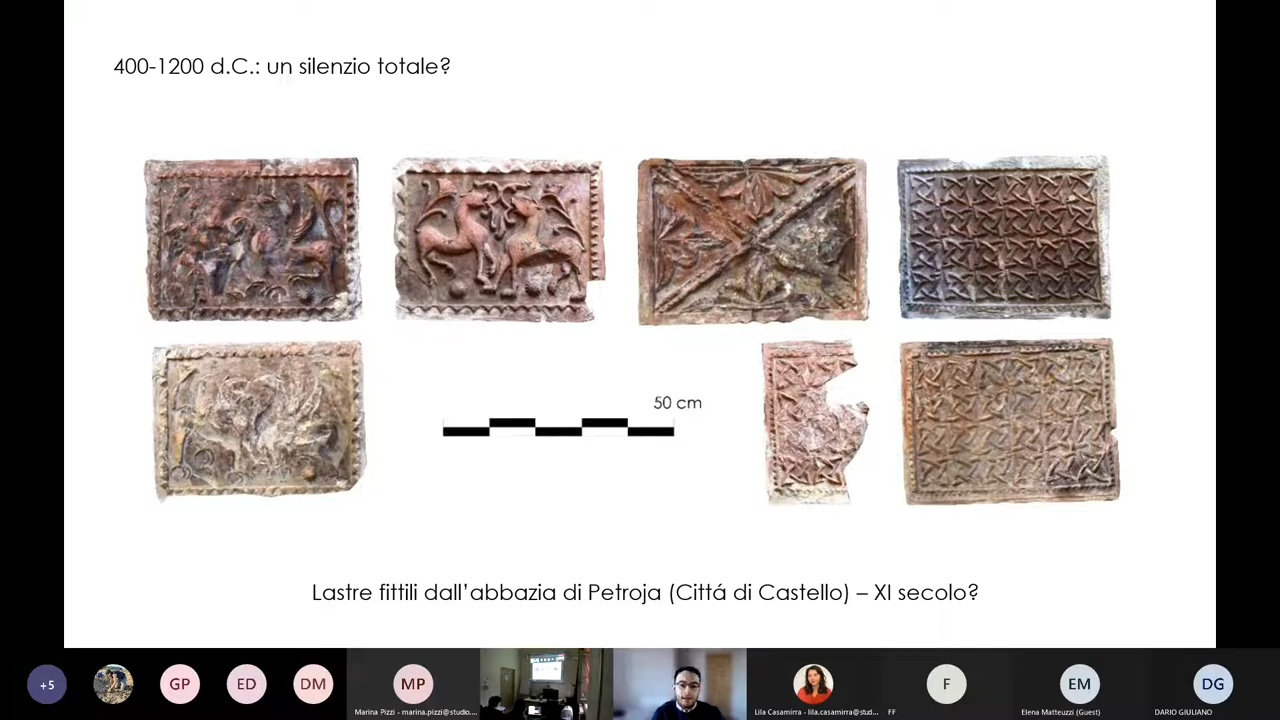 400-1200 d.C.: un silenzio totale?
50 cm
Lastre fittili dall'abbazia di Petroja (Cittá di Castello) – XI secolo?
+5
GP
ED
DM
MP
F
EM
DG
Marina Pizzi - marina.pizzi@studio....
Lila Casamirra - lila.casamirra@stud...
FF
Elena Matteuzzi (Guest)
DARIO GIULIANO